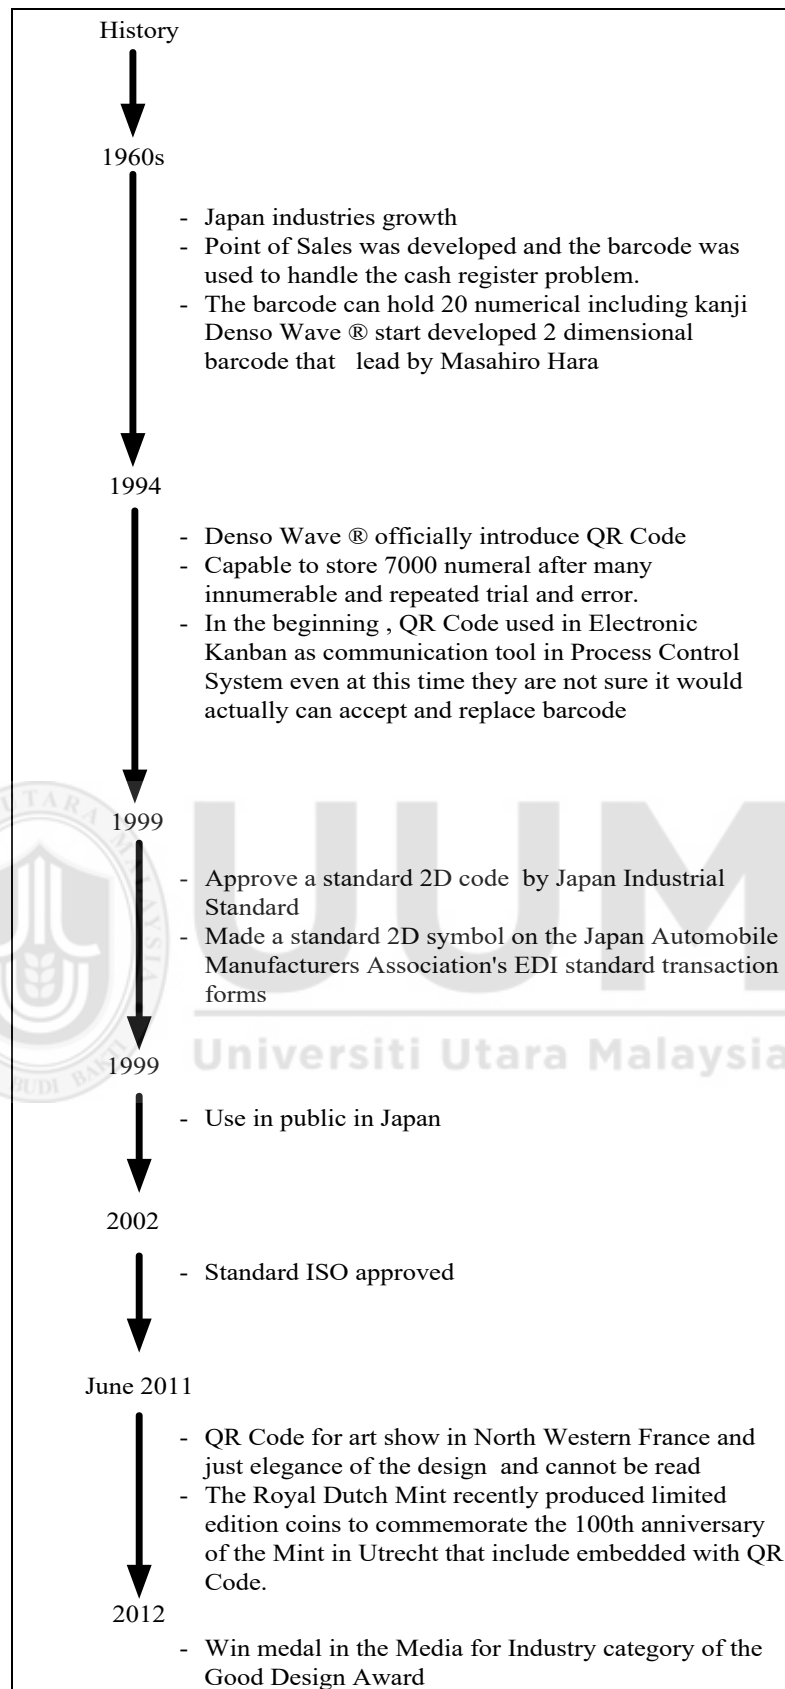 History
1960s
- Japan industries growth
- Point of Sales was developed and the barcode was
used to handle the cash register problem.
- The barcode can hold 20 numerical including kanji
Denso Wave ® start developed 2 dimensional
barcode that   lead by Masahiro Hara
1994
- Denso Wave ® officially introduce QR Code
- Capable to store 7000 numeral after many
innumerable and repeated trial and error.
- In the beginning , QR Code used in Electronic
Kanban as communication tool in Process Control
System even at this time they are not sure it would
actually can accept and replace barcode
1999
- Approve a standard 2D code  by Japan Industrial
Standard
- Made a standard 2D symbol on the Japan Automobile
Manufacturers Association's EDI standard transaction
forms
1999
- Use in public in Japan
2002
- Standard ISO approved
June 2011
- QR Code for art show in North Western France and
just elegance of the design  and cannot be read
- The Royal Dutch Mint recently produced limited
edition coins to commemorate the 100th anniversary
of the Mint in Utrecht that include embedded with QR
Code.
2012
- Win medal in the Media for Industry category of the
Good Design Award
UUM
Universiti Utara Malaysia
UTARA MALAYSIA
BUDI BAKTI